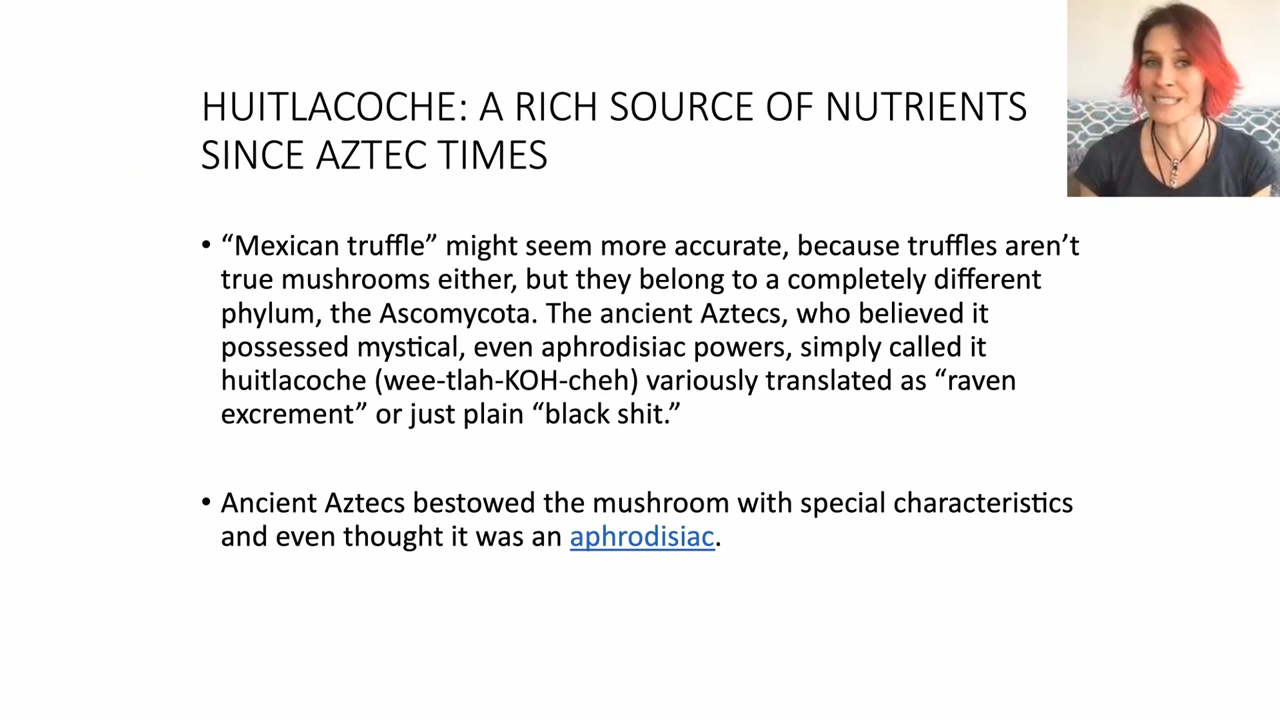 HUITLACOCHE: A RICH SOURCE OF NUTRIENTS
SINCE AZTEC TIMES
• “Mexican truffle” might seem more accurate, because truffles aren’t
true mushrooms either, but they belong to a completely different
phylum, the Ascomycota. The ancient Aztecs, who believed it
possessed mystical, even aphrodisiac powers, simply called it
huitlacoche (wee-tlah-KOH-cheh) variously translated as “raven
excrement” or just plain “black shit.”
• Ancient Aztecs bestowed the mushroom with special characteristics
and even thought it was an aphrodisiac.